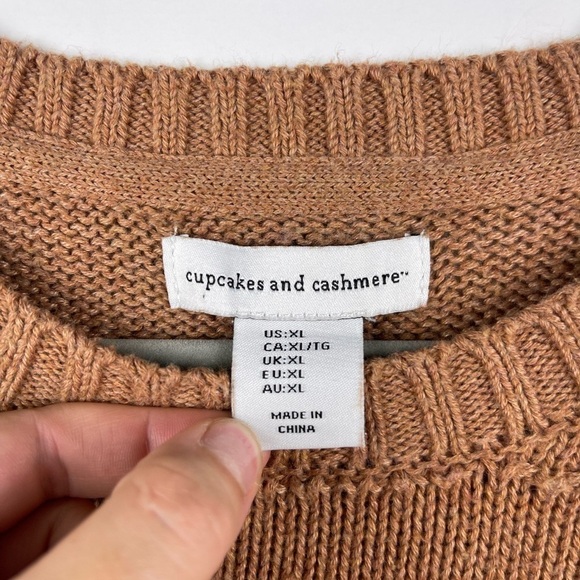 cupcakes and cashmere™
US:XL
CA:XL/TG
UK:XL
EU:XL
AU:XL
MADE IN
CHINA